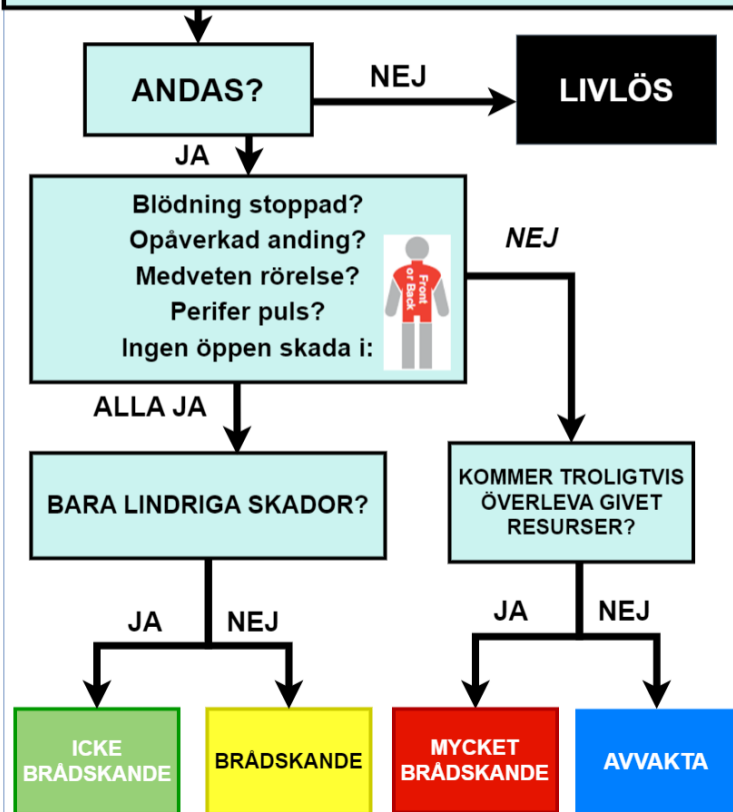 ANDAS?
NEJ
LIVLÖS
JA
Blödning stoppad?
Opåverkad anding?
Medveten rörelse?
Perifer puls?
Ingen öppen skada i:
Front
or Back
NEJ
ALLA JA
BARA LINDRIGA SKADOR?
KOMMER TROLIGTVIS
ÖVERLEVA GIVET
RESURSER?
JA
NEJ
JA
NEJ
ICKE
BRÅDSKANDE
BRÅDSKANDE
MYCKET
BRÅDSKANDE
AVVAKTA